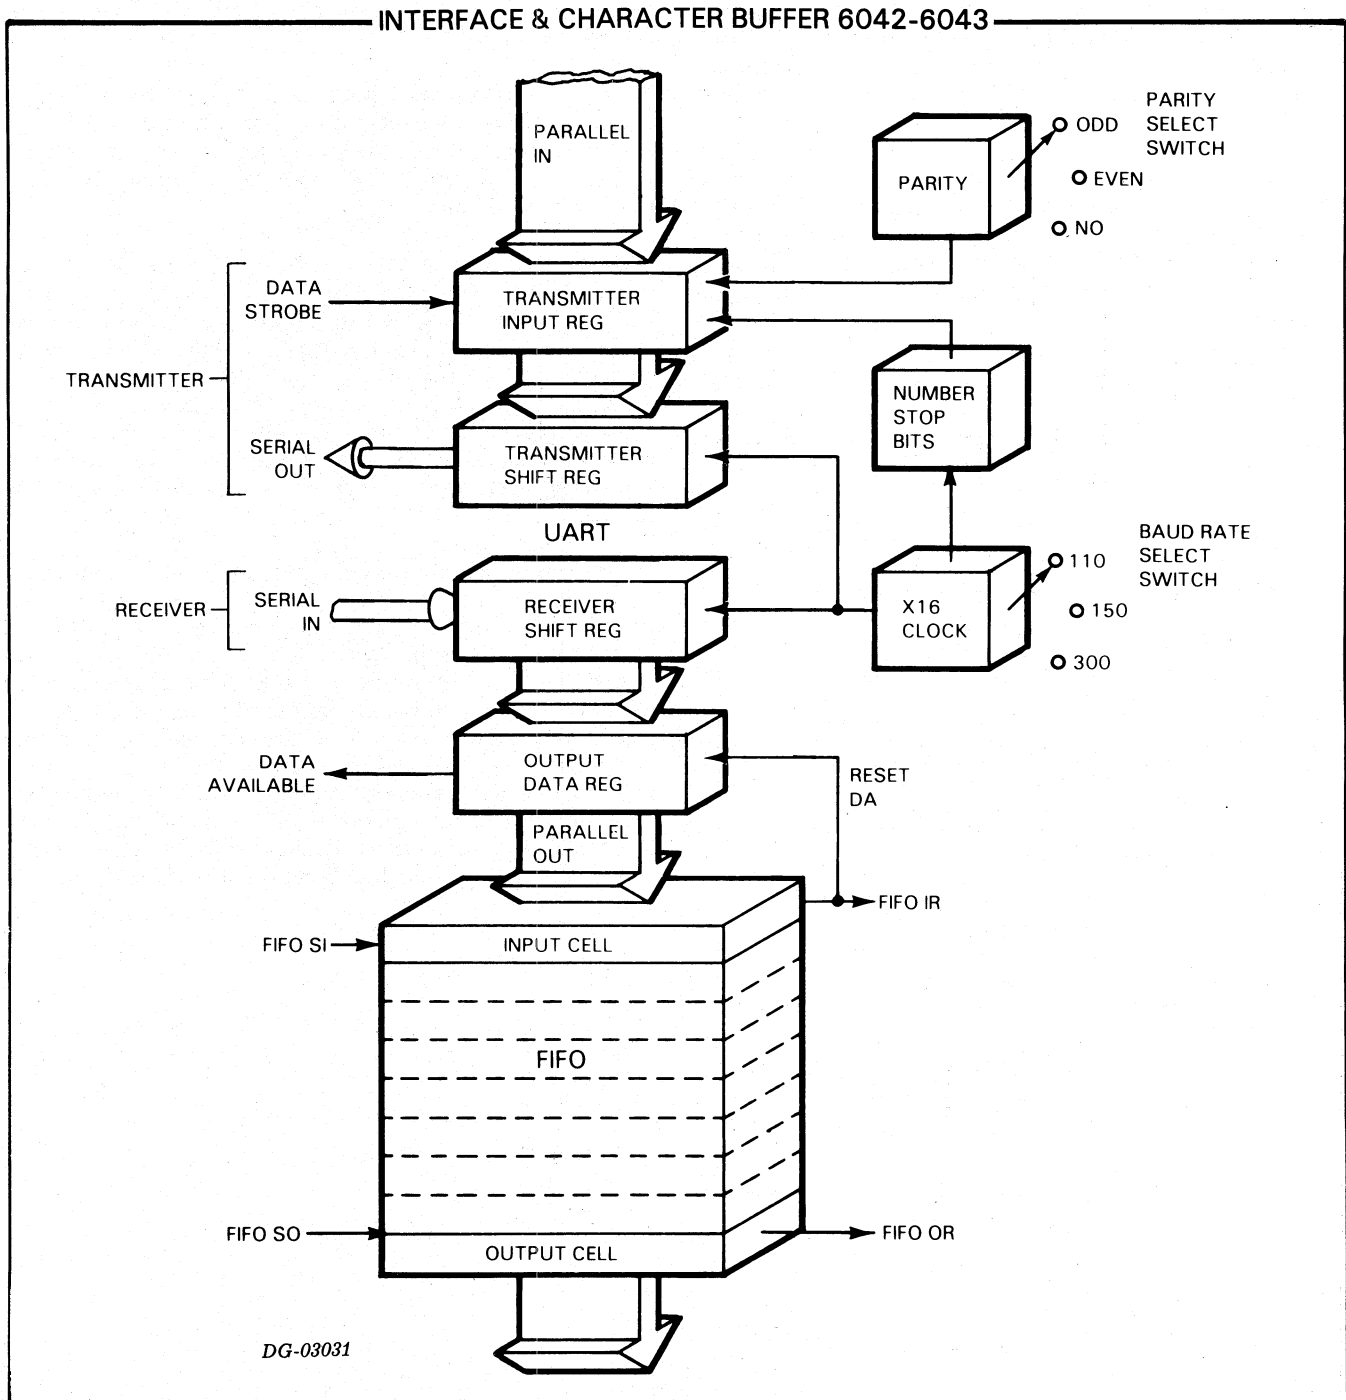 INTERFACE & CHARACTER BUFFER 6042-6043
PARALLEL
IN
PARITY
SELECT
SWITCH
ODD
EVEN
NO
PARITY
DATA
STROBE
TRANSMITTER
INPUT REG
TRANSMITTER
NUMBER
STOP
BITS
SERIAL
OUT
TRANSMITTER
SHIFT REG
UART
BAUD RATE
SELECT
SWITCH
110
150
300
X16
CLOCK
RECEIVER
SERIAL
IN
RECEIVER
SHIFT REG
DATA
AVAILABLE
OUTPUT
DATA REG
RESET
DA
PARALLEL
OUT
FIFO IR
FIFO SI
INPUT CELL
FIFO
FIFO SO
OUTPUT CELL
FIFO OR
DG-03031